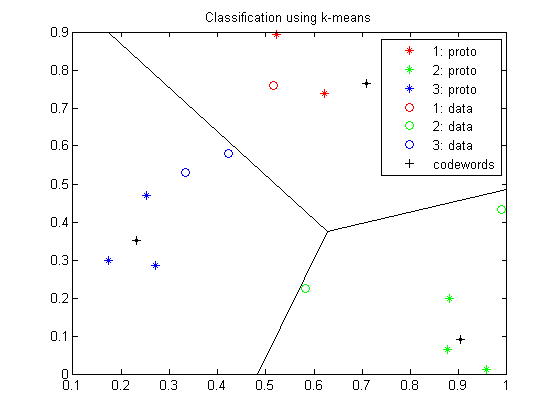 Classification using k-means
0.9
0.8
0.7
0.6
0.5
0.4
0.3
0.2
0.1
0
1: proto
2: proto
3: proto
1: data
2: data
3: data
codewords
0.1 0.2 0.3 0.4 0.5 0.6 0.7 0.8 0.9 1